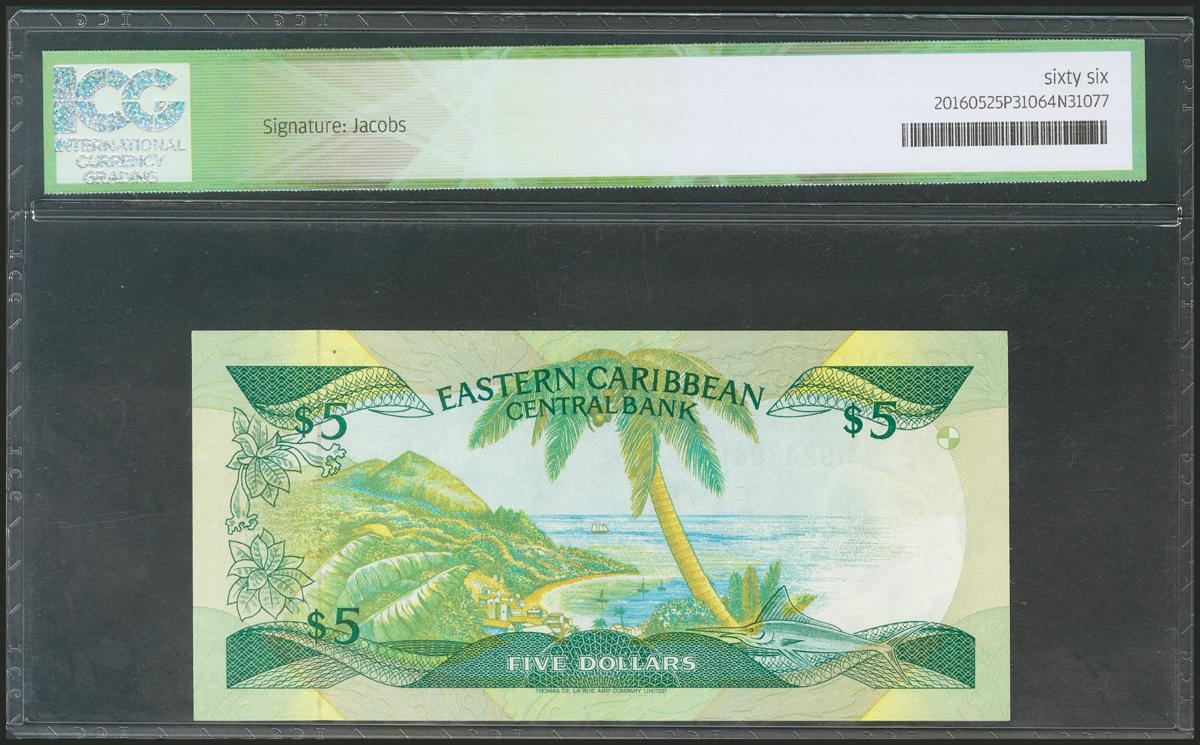 ICG
INTERNATIONAL
CURRENCY
GRADING
Signature: Jacobs
sixty six
20160525P31064N31077
EASTERN CARIBBEAN
CENTRAL BANK
$5
$5
$5
FIVE DOLLARS
THOMAS DE LA RUE AND COMPANY LIMITED